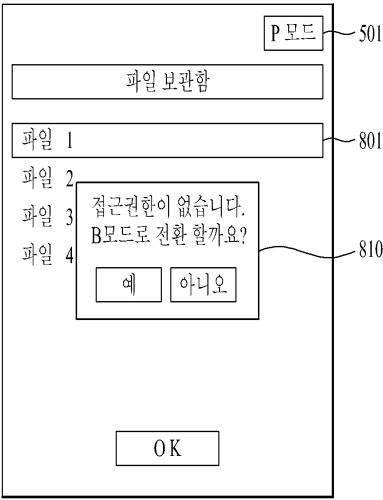 P 모드
501
파일 보관함
파일 1
801
파일 2
파일 3
파일 4
접근권한이 없습니다.
B모드로 전환 할까요?
810
예
아니오
OK